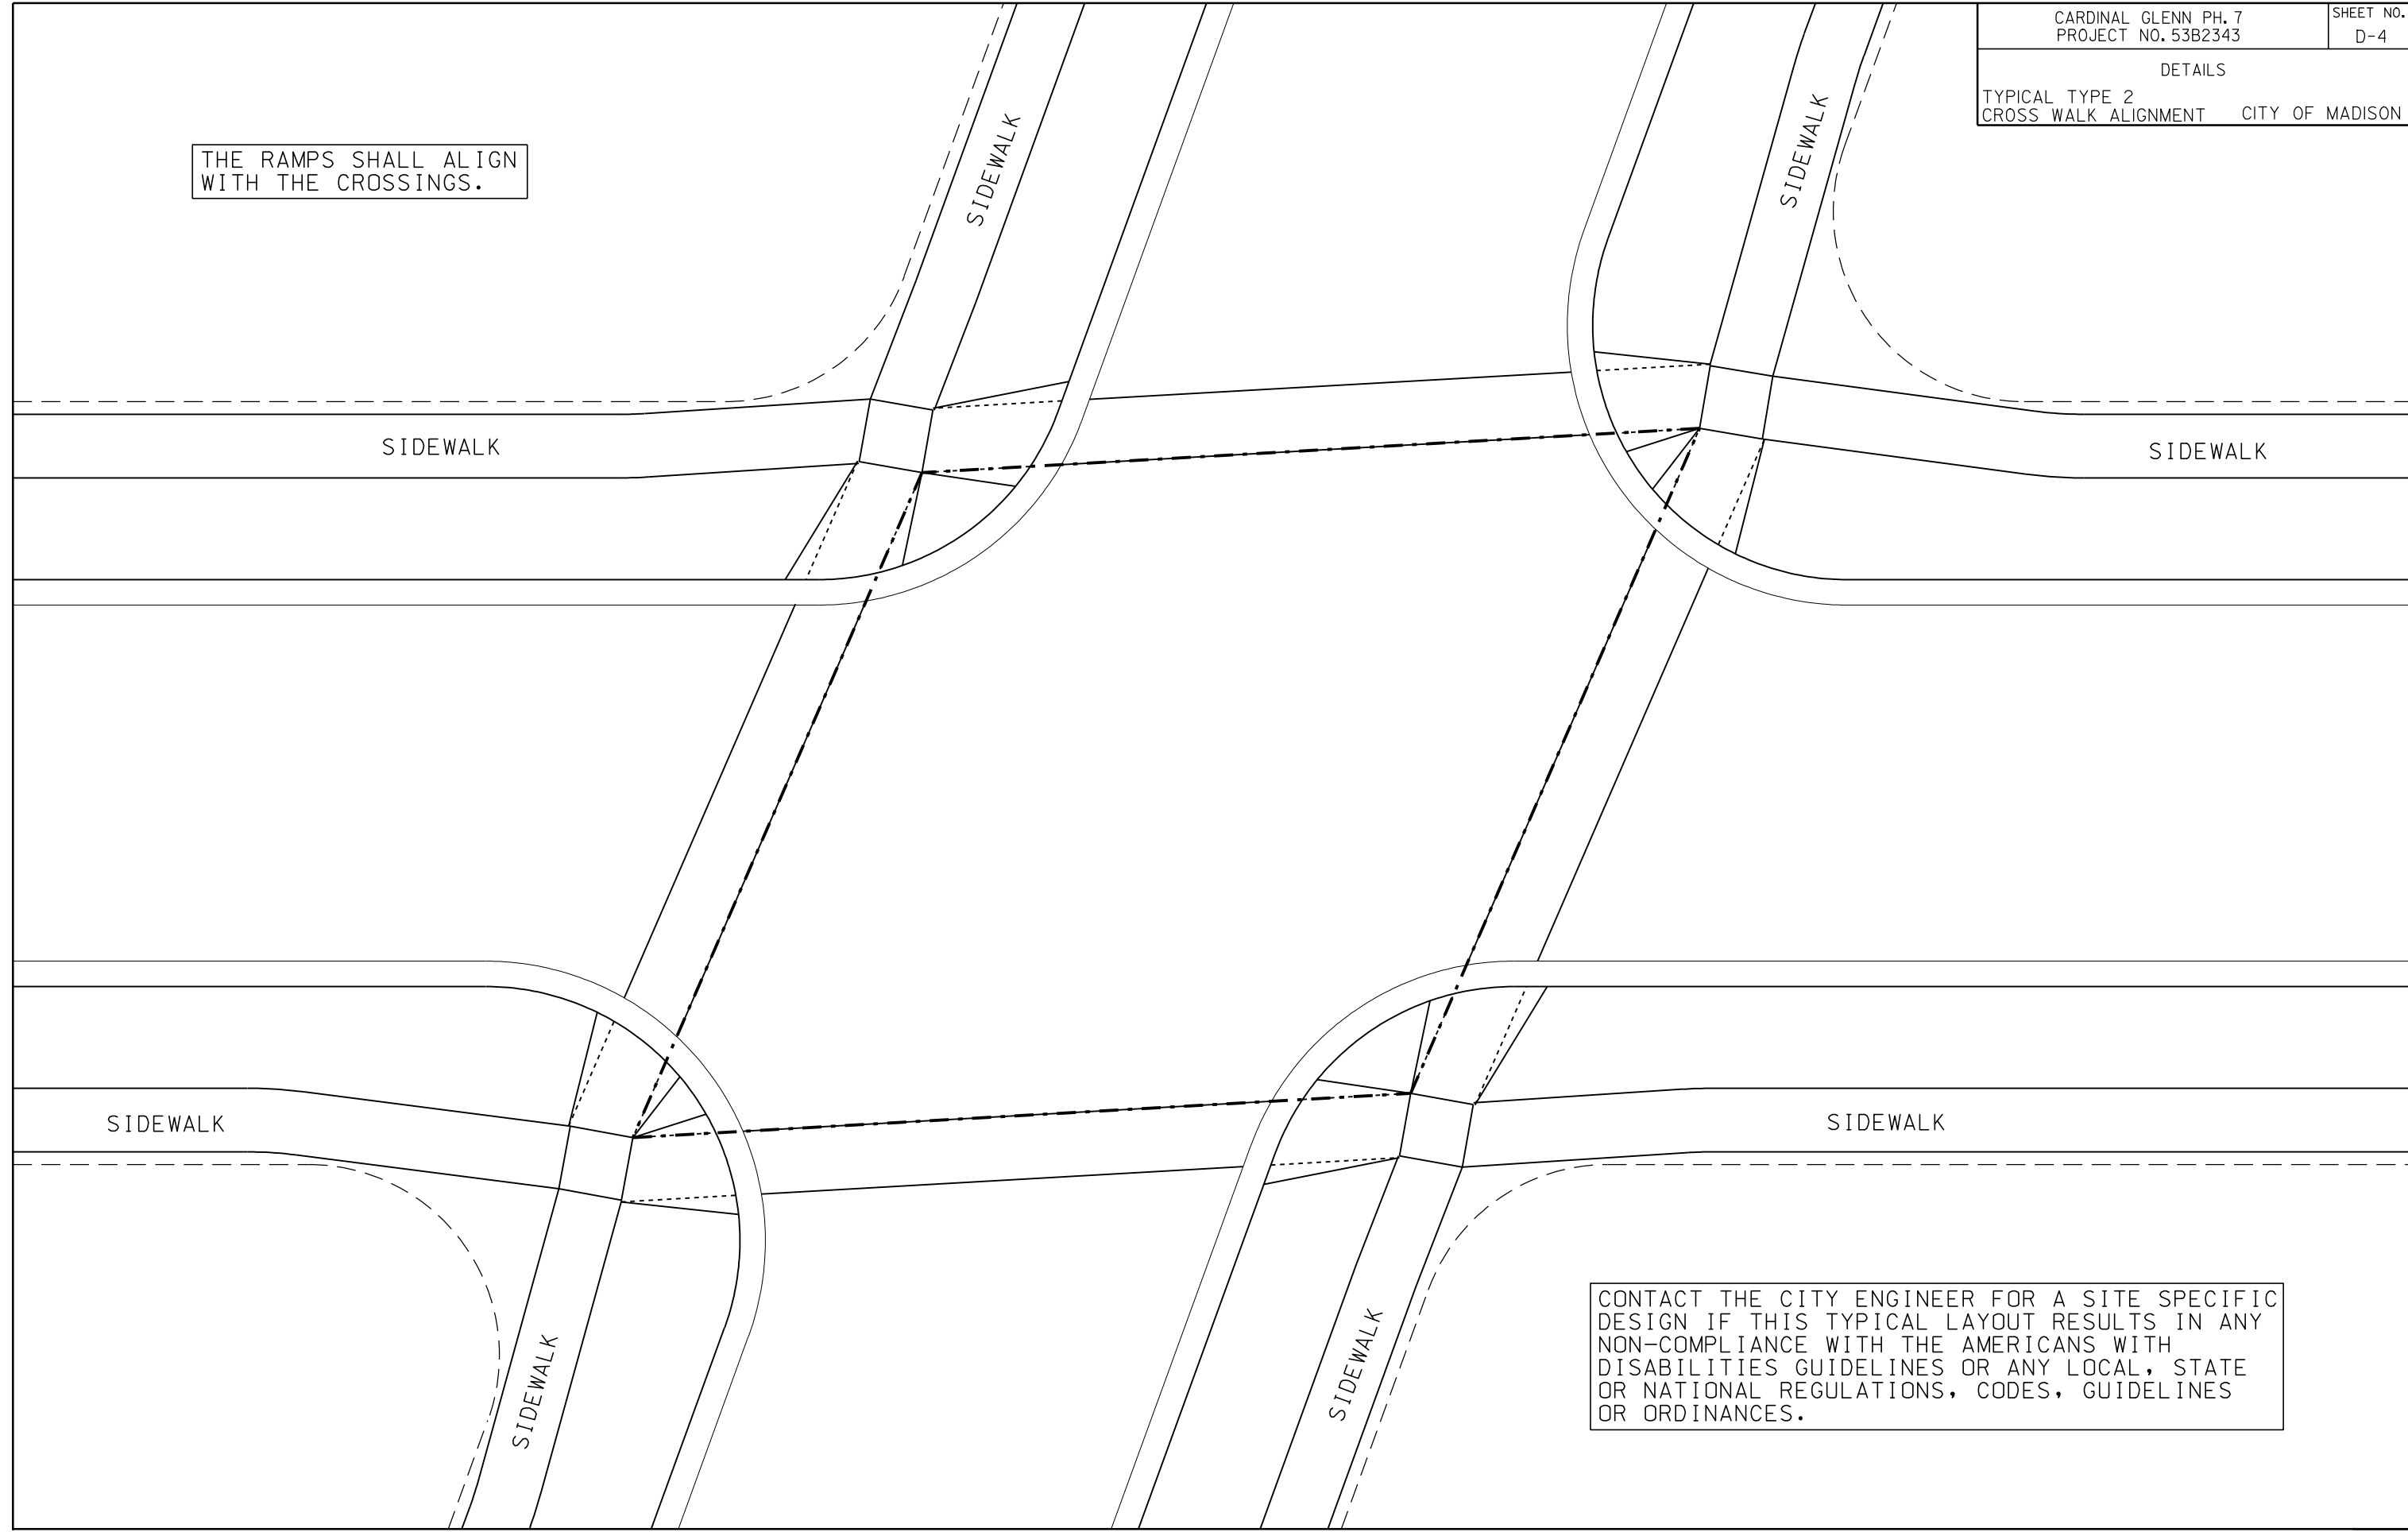 CARDINAL GLENN PH. 7
PROJECT NO. 53B2343
SHEET NO.
D-4
DETAILS
TYPICAL TYPE 2
CROSS WALK ALIGNMENT
CITY OF MADISON
THE RAMPS SHALL ALIGN
WITH THE CROSSINGS.
SIDEWALK
SIDEWALK
SIDEWALK
SIDEWALK
SIDEWALK
SIDEWALK
SIDEWALK
SIDEWALK
CONTACT THE CITY ENGINEER FOR A SITE SPECIFIC
DESIGN IF THIS TYPICAL LAYOUT RESULTS IN ANY
NON-COMPLIANCE WITH THE AMERICANS WITH
DISABILITIES GUIDELINES OR ANY LOCAL, STATE
OR NATIONAL REGULATIONS, CODES, GUIDELINES
OR ORDINANCES.